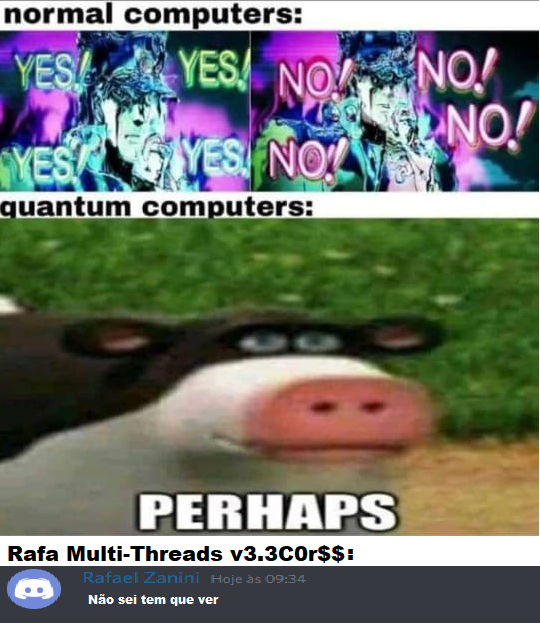 normal computers:
YES! YES! NO! NO!
YES! YES NO! NO!
quantum computers:
PERHAPS
Rafa Multi-Threads v3.3C0r$$:
Rafael Zanini Hoje às 09:34
Não sei tem que ver